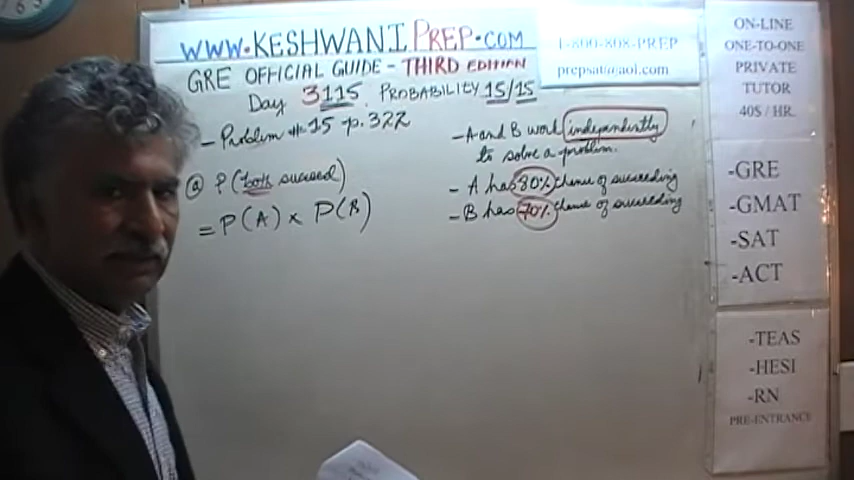 WWW.KESHWANIPREP.COM
GRE OFFICIAL GUIDE - THIRD EDITION
Day 3115. PROBABILITY 15/15
- Problem #15 p.322
@ P(both succeed)
= P(A) x P(B)
- A and B work independently
to solve a problem.
- A has 80% chance of succeeding
- B has 70% chance of succeeding
1-800-808-PREP
prepsat@aol.com
ON-LINE
ONE-TO-ONE
PRIVATE
TUTOR
40$ / HR.
-GRE
-GMAT
-SAT
-ACT
-TEAS
-HESI
-RN
PRE-ENTRANCE